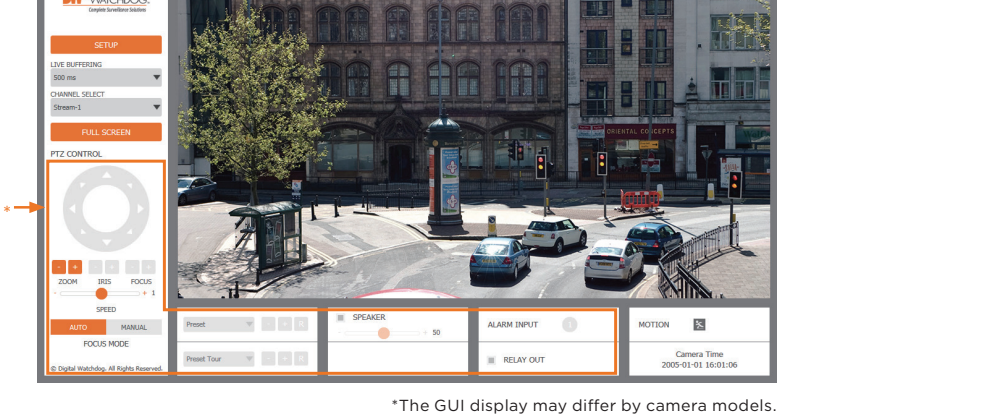 WATCHDOG
Complete Surveillance Solutions
SETUP
LIVE BUFFERING
500 ms
CHANNEL SELECT
Stream-1
FULL SCREEN
PTZ CONTROL
*
- + - + - +
ZOOM IRIS FOCUS
- + 1
SPEED
AUTO MANUAL
FOCUS MODE
© Digital Watchdog. All Rights Reserved.
ORIENTAL CONCEPTS
Preset - + R
Preset Tour - + R
SPEAKER
- + 50
ALARM INPUT 1
RELAY OUT
MOTION
Camera Time
2005-01-01 16:01:06
*The GUI display may differ by camera models.